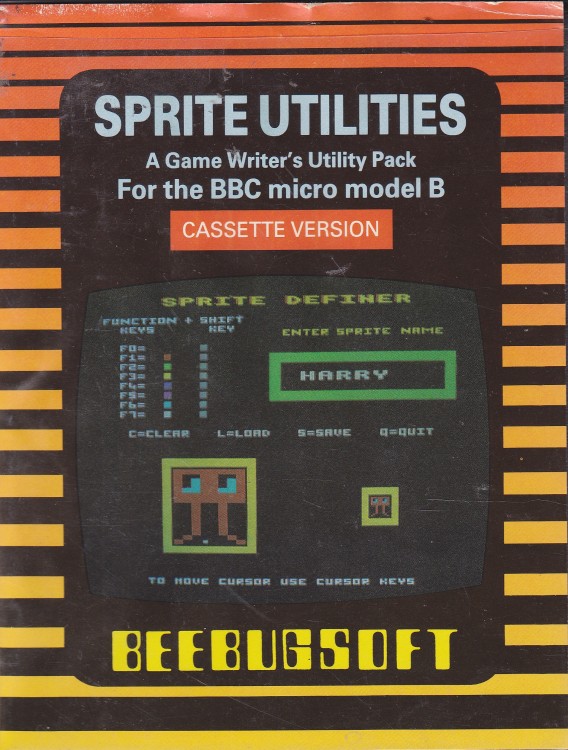 SPRITE UTILITIES
A Game Writer's Utility Pack
For the BBC micro model B
CASSETTE VERSION
SPRITE DEFINER
FUNCTION + SHIFT
KEYS KEY
ENTER SPRITE NAME
F0=
F1=
F2=
F3=
F4=
F5=
F6=
F7=
HARRY
C=CLEAR L=LOAD S=SAVE Q=QUIT
TO MOVE CURSOR USE CURSOR KEYS
BEEBUGSOFT